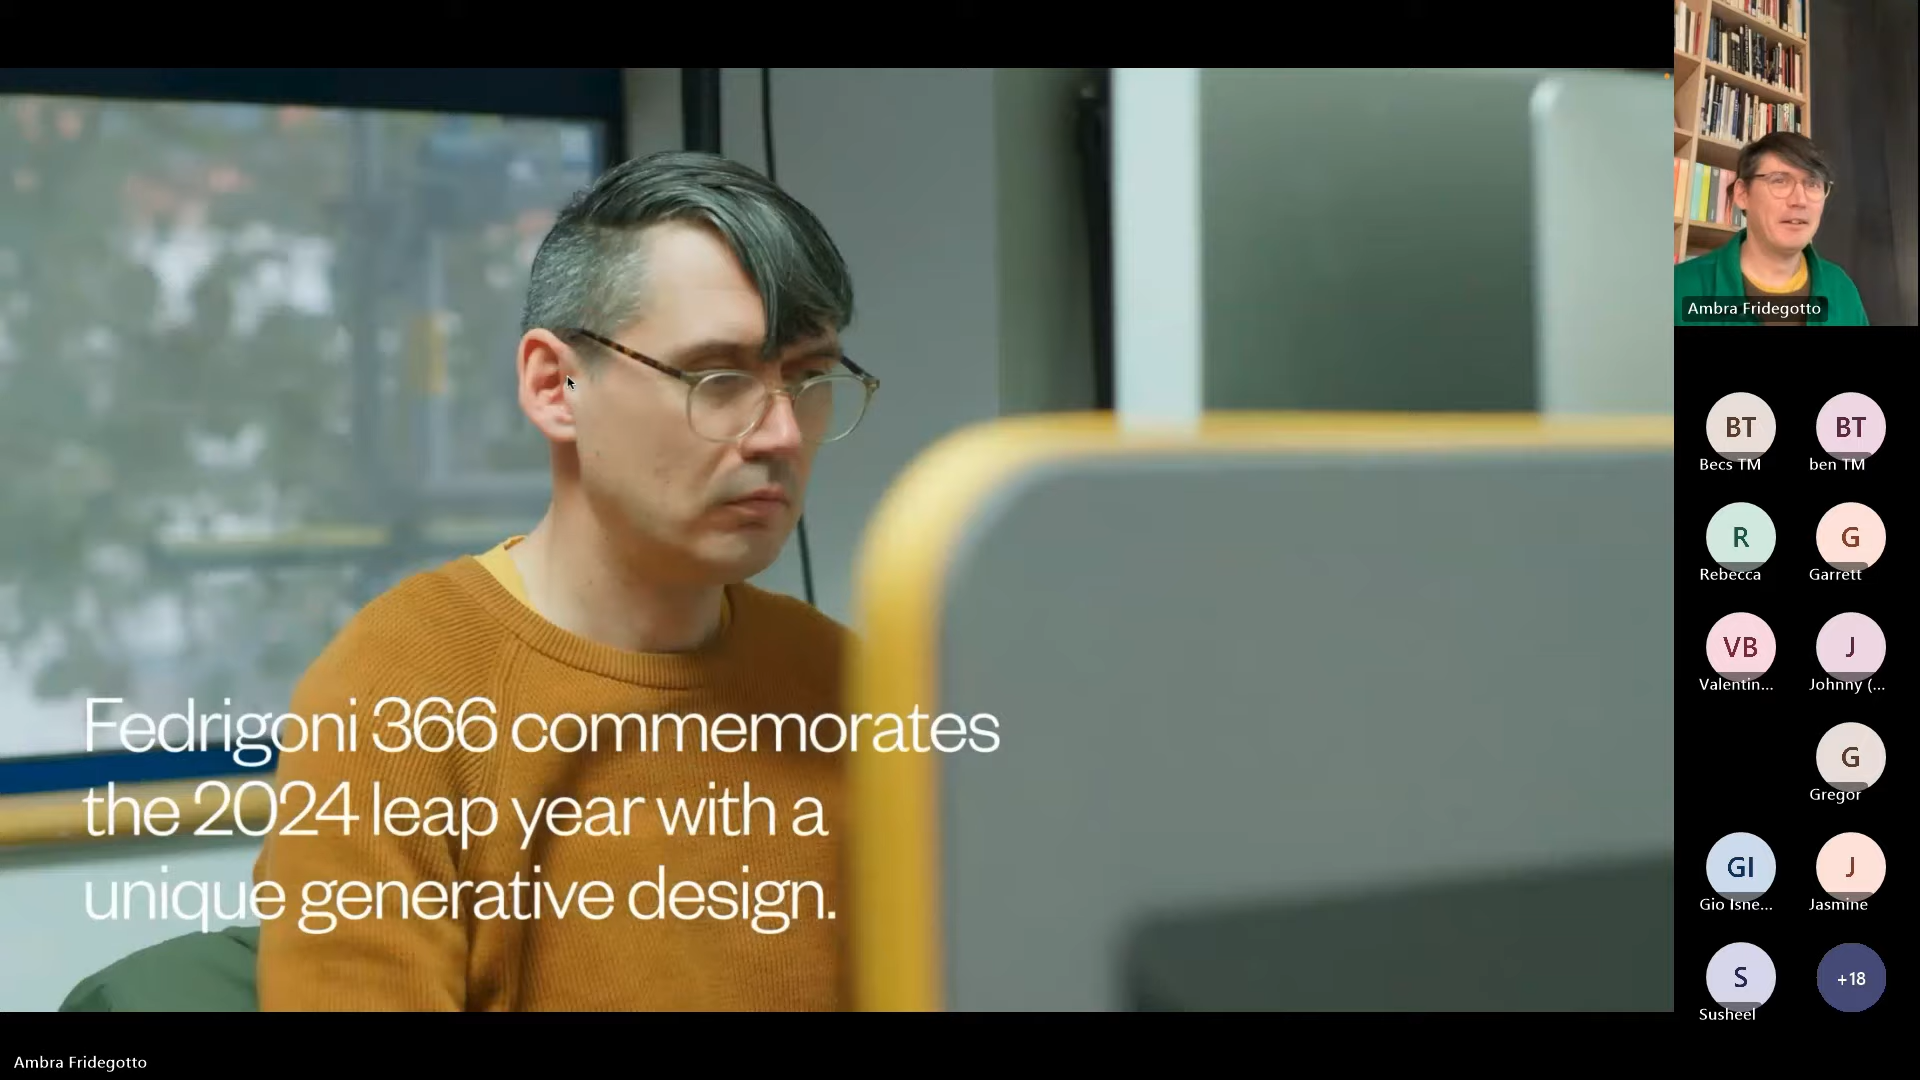 Fedrigoni 366 commemorates
the 2024 leap year with a
unique generative design.
Ambra Fridegotto
BT
Becs TM
BT
ben TM
R
Rebecca
G
Garrett
VB
Valentin...
J
Johnny (...
G
Gregor
GI
Gio Isne...
J
Jasmine
S
Susheel
+18
Ambra Fridegotto